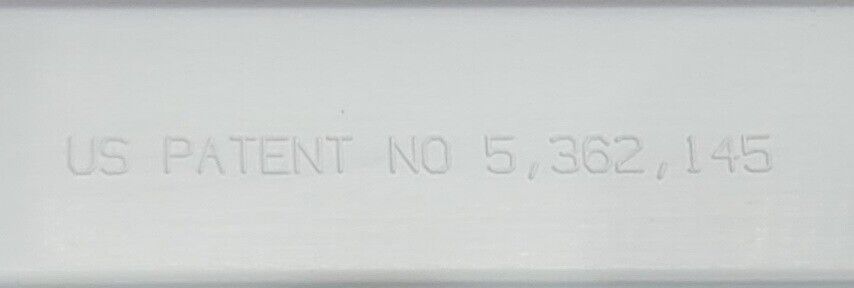 US PATENT NO 5,362,145